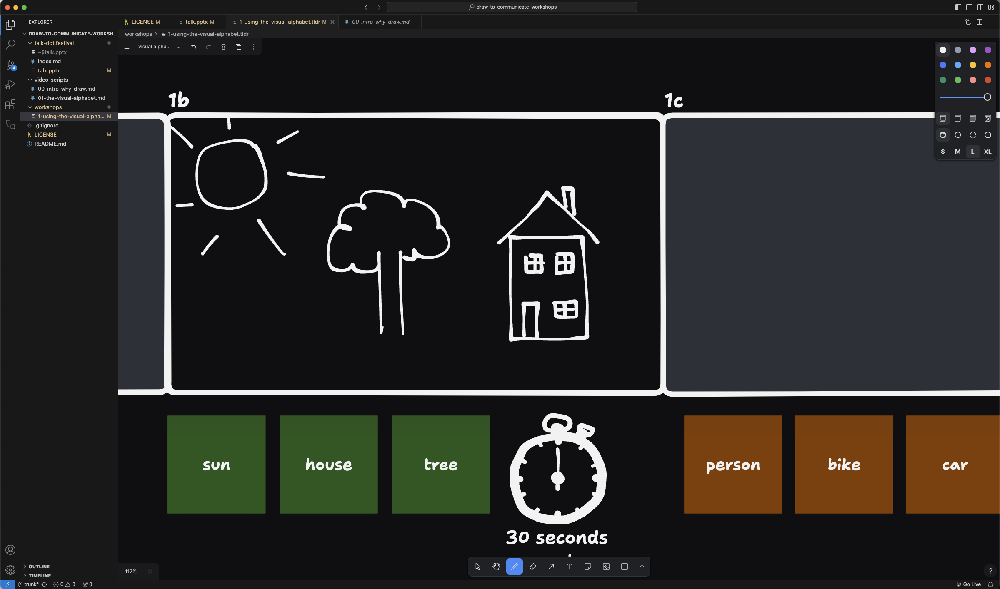 draw-to-communicate-workshops
EXPLORER
LICENSE M
talk.pptx M
1-using-the-visual-alphabet.tldr M
00-intro-why-draw.md
DRAW-TO-COMMUNICATE-WORKSH...
workshops > 1-using-the-visual-alphabet.tldr
talk-dot.festival
~$talk.pptx
index.md
talk.pptx M
video-scripts
00-intro-why-draw.md
01-the-visual-alphabet.md
workshops
1-using-the-visual-alpha... M
.gitignore
LICENSE M
README.md
visual alpha...
4
1b
1c
S M L XL
sun
house
tree
person
bike
car
30 seconds
117%
OUTLINE
TIMELINE
trunk*
0
0
0
Go Live
?